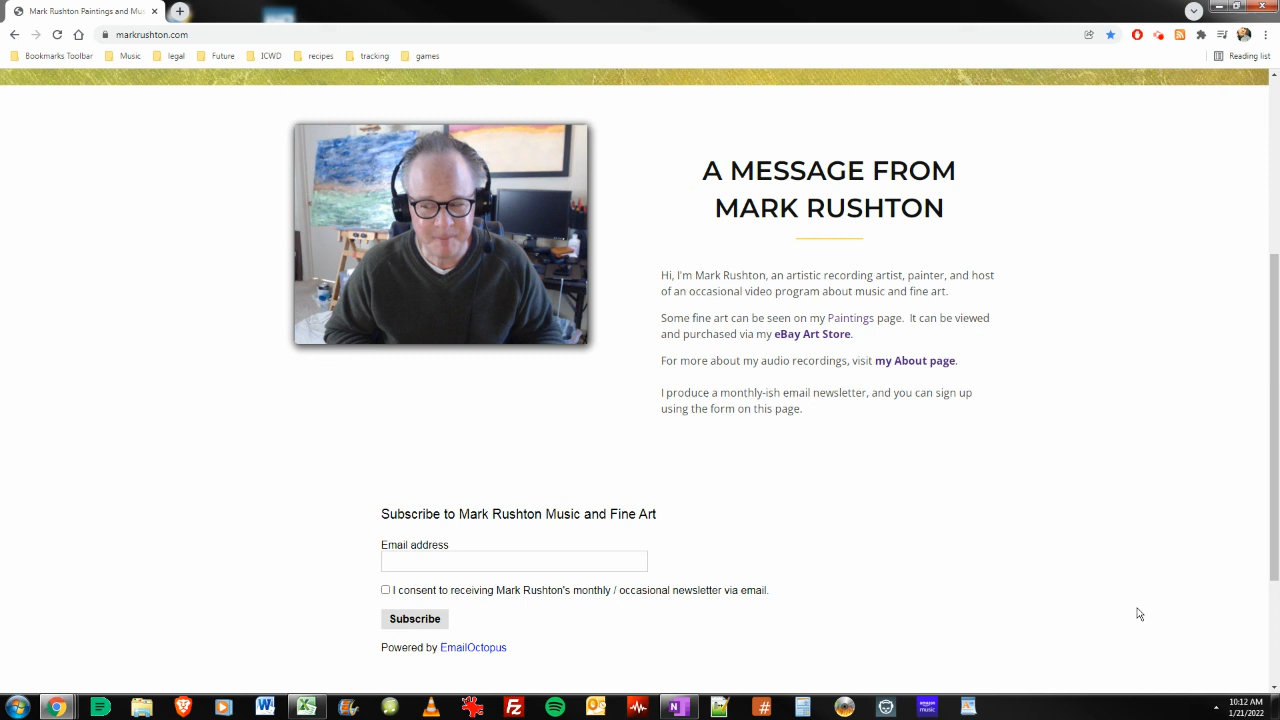 Mark Rushton Paintings and Mus
markrushton.com
Bookmarks Toolbar
Music
legal
Future
ICWD
recipes
tracking
games
Reading list
A MESSAGE FROM
MARK RUSHTON
Hi, I'm Mark Rushton, an artistic recording artist, painter, and host
of an occasional video program about music and fine art.
Some fine art can be seen on my Paintings page. It can be viewed
and purchased via my eBay Art Store.
For more about my audio recordings, visit my About page.
I produce a monthly-ish email newsletter, and you can sign up
using the form on this page.
Subscribe to Mark Rushton Music and Fine Art
Email address
I consent to receiving Mark Rushton's monthly / occasional newsletter via email.
Subscribe
Powered by EmailOctopus
amazon
music
10:12 AM
1/21/2022